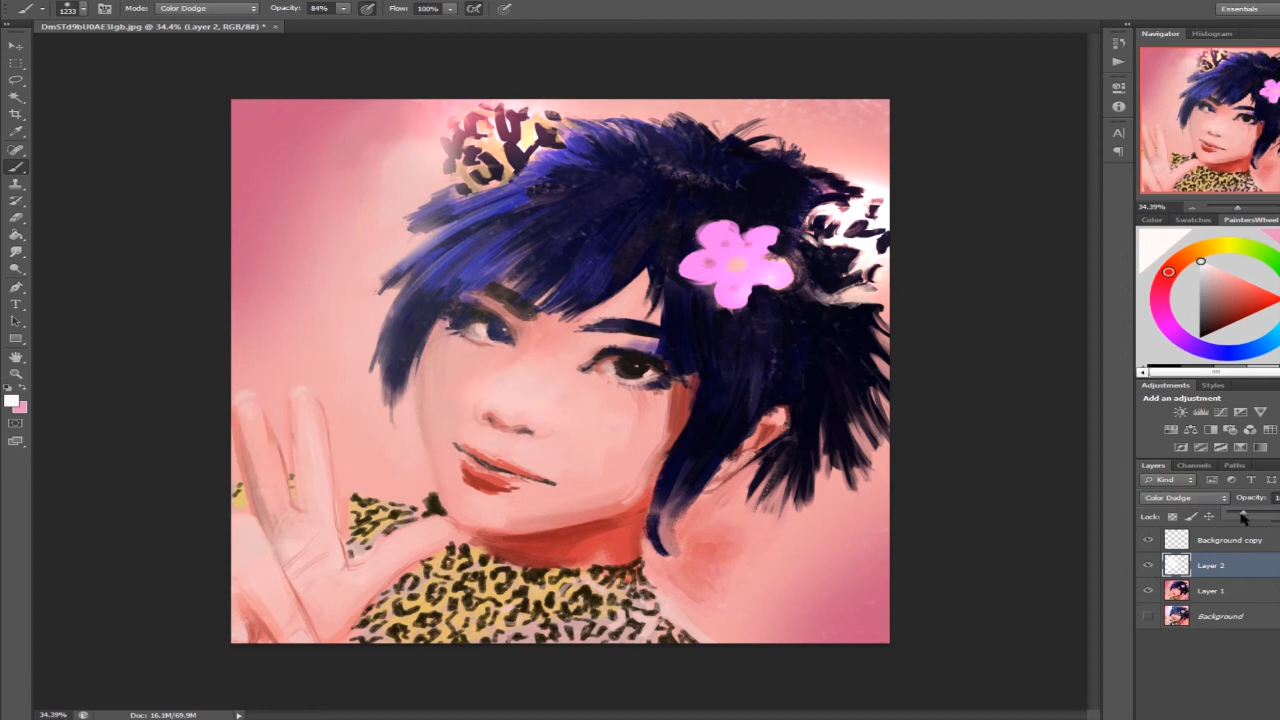 1233 Mode: Color Dodge Opacity: 84% Flow: 100% Essentials
DmSTd9bU0AE3Igb.jpg @ 34.4% (Layer 2, RGB/8#) * ×
Navigator Histogram
34.39%
Color Swatches PaintersWheel
Adjustments Styles
Add an adjustment
Layers Channels Paths
Kind
Color Dodge Opacity:
Lock:
Background copy
Layer 2
Layer 1
Background
34.39% Doc: 16.1M/69.9M